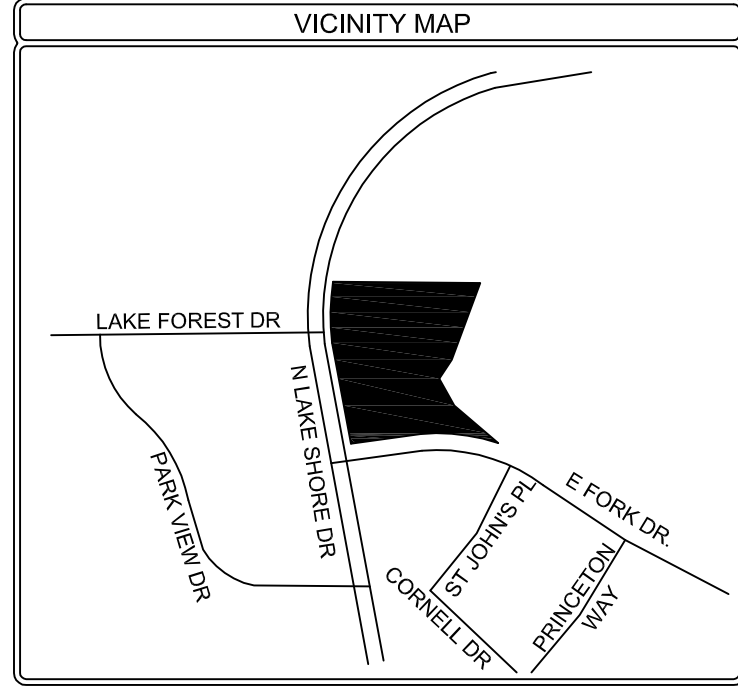 VICINITY MAP
LAKE FOREST DR
N LAKE SHORE DR
PARK VIEW DR
E FORK DR.
ST JOHN'S PL
PRINCETON
WAY
CORNELL DR